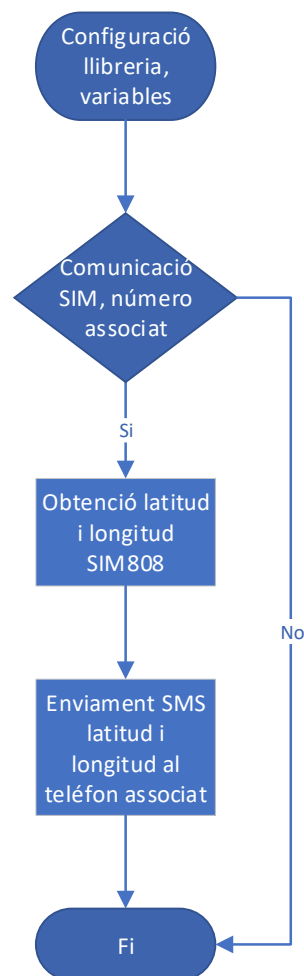 Configuració
llibreria,
variables
Comunicació
SIM, número
associat
Si
Obtenció latitud
i longitud
SIM808
No
Enviament SMS
latitud i
longitud al
teléfon associat
Fi